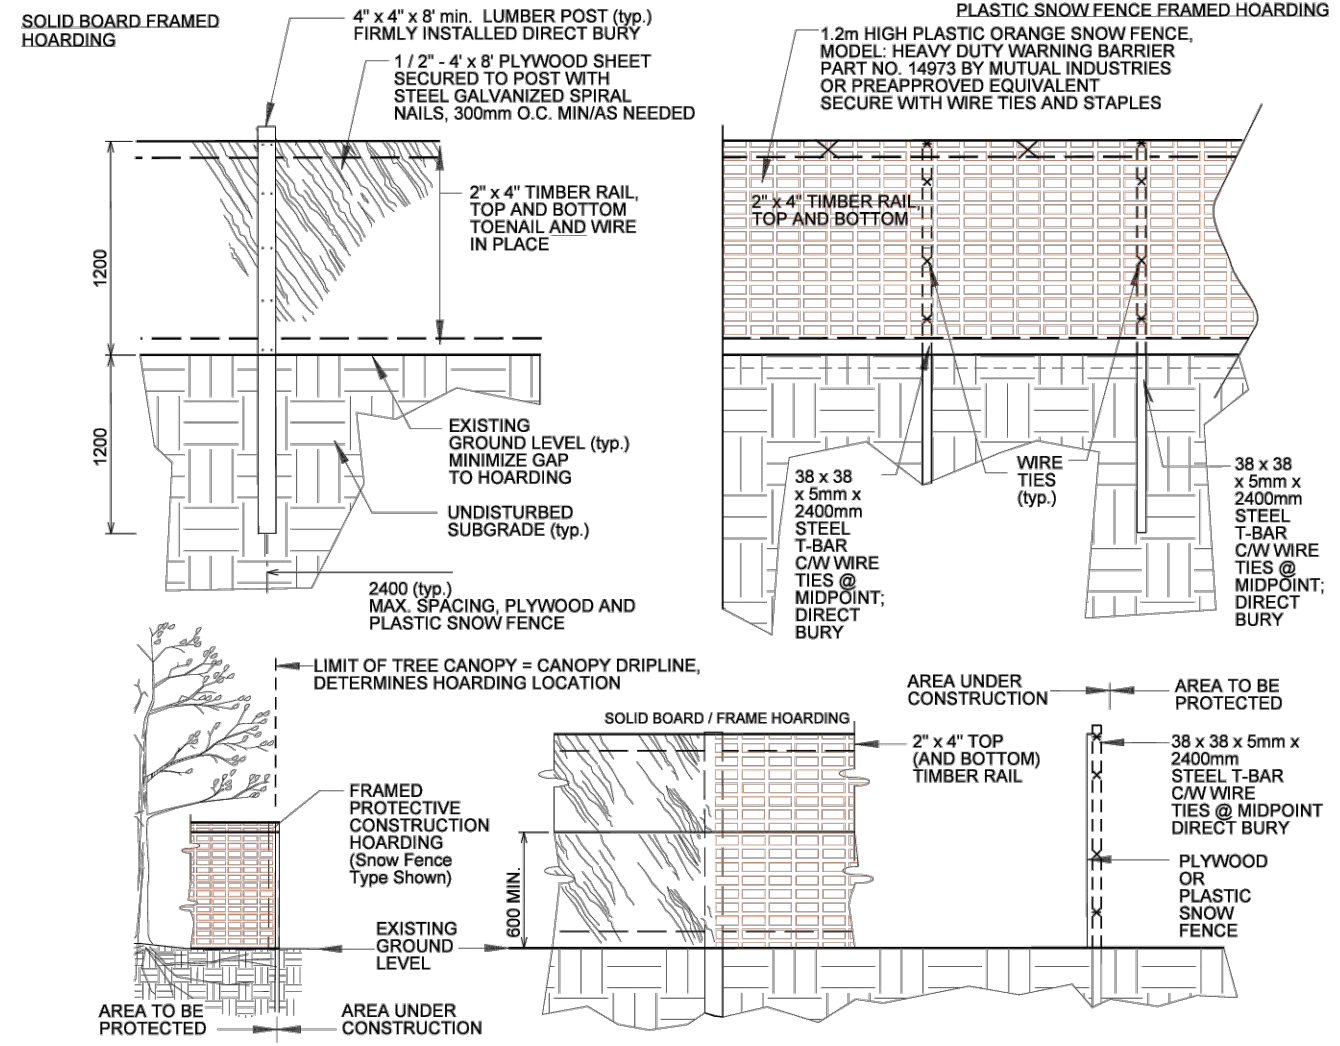 SOLID BOARD FRAMED
HOARDING
4" x 4" x 8' min. LUMBER POST (typ.)
FIRMLY INSTALLED DIRECT BURY
1 / 2" - 4' x 8' PLYWOOD SHEET
SECURED TO POST WITH
STEEL GALVANIZED SPIRAL
NAILS, 300mm O.C. MIN/AS NEEDED
2" x 4" TIMBER RAIL,
TOP AND BOTTOM
TOENAIL AND WIRE
IN PLACE
1200
1200
EXISTING
GROUND LEVEL (typ.)
MINIMIZE GAP
TO HOARDING
UNDISTURBED
SUBGRADE (typ.)
2400 (typ.)
MAX. SPACING, PLYWOOD AND
PLASTIC SNOW FENCE
PLASTIC SNOW FENCE FRAMED HOARDING
1.2m HIGH PLASTIC ORANGE SNOW FENCE,
MODEL: HEAVY DUTY WARNING BARRIER
PART NO. 14973 BY MUTUAL INDUSTRIES
OR PREAPPROVED EQUIVALENT
SECURE WITH WIRE TIES AND STAPLES
2" x 4" TIMBER RAIL,
TOP AND BOTTOM
38 x 38
x 5mm x
2400mm
STEEL
T-BAR
C/W WIRE
TIES @
MIDPOINT;
DIRECT
BURY
WIRE
TIES
(typ.)
38 x 38
x 5mm x
2400mm
STEEL
T-BAR
C/W WIRE
TIES @
MIDPOINT;
DIRECT
BURY
LIMIT OF TREE CANOPY = CANOPY DRIPLINE,
DETERMINES HOARDING LOCATION
FRAMED
PROTECTIVE
CONSTRUCTION
HOARDING
(Snow Fence
Type Shown)
EXISTING
GROUND
LEVEL
AREA TO BE
PROTECTED
AREA UNDER
CONSTRUCTION
SOLID BOARD / FRAME HOARDING
2" x 4" TOP
(AND BOTTOM)
TIMBER RAIL
600 MIN.
AREA UNDER
CONSTRUCTION
AREA TO BE
PROTECTED
38 x 38 x 5mm x
2400mm
STEEL T-BAR
C/W WIRE
TIES @ MIDPOINT
DIRECT BURY
PLYWOOD
OR
PLASTIC
SNOW
FENCE